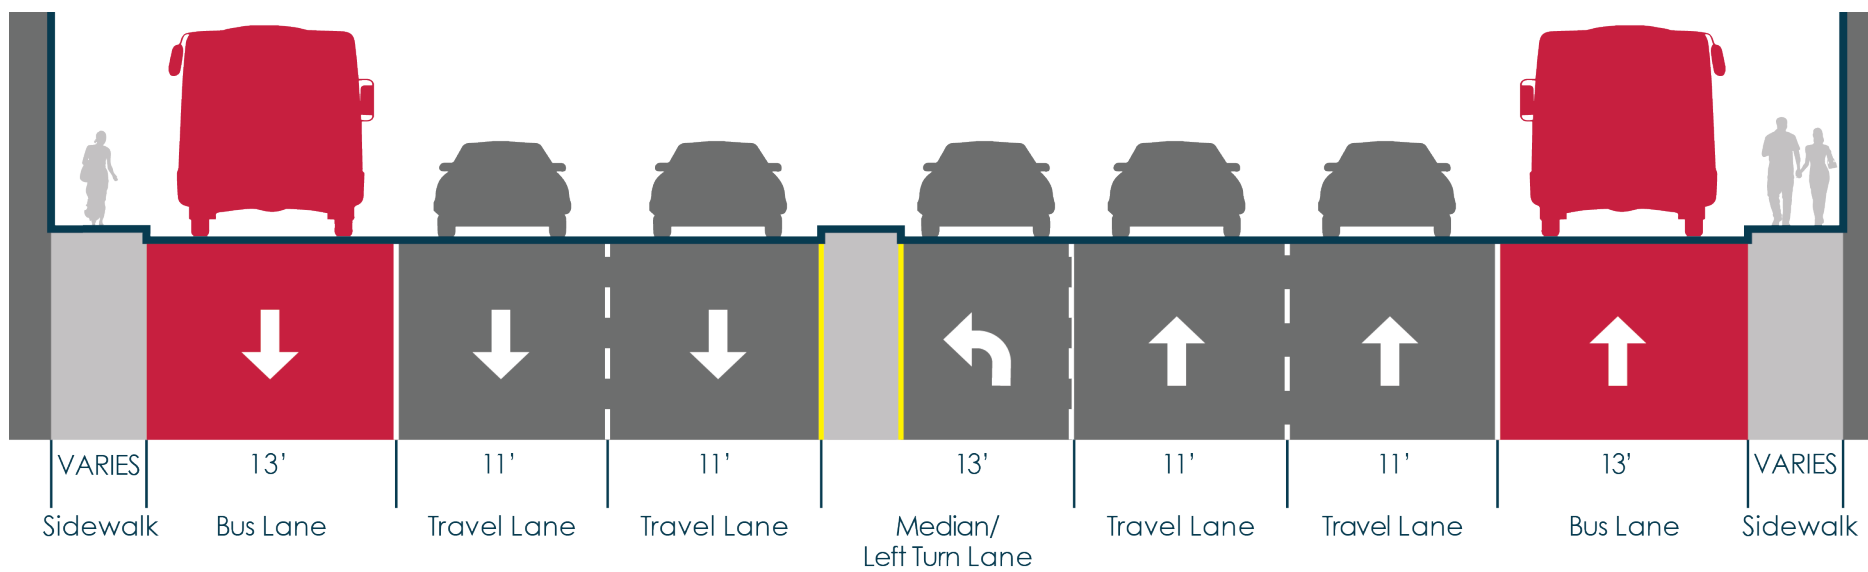 VARIES 13’ 11’ 11’ 13’ 11’ 11’ 13’ VARIES
Sidewalk Bus Lane Travel Lane Travel Lane Median/ Travel Lane Travel Lane Bus Lane Sidewalk
Left Turn Lane